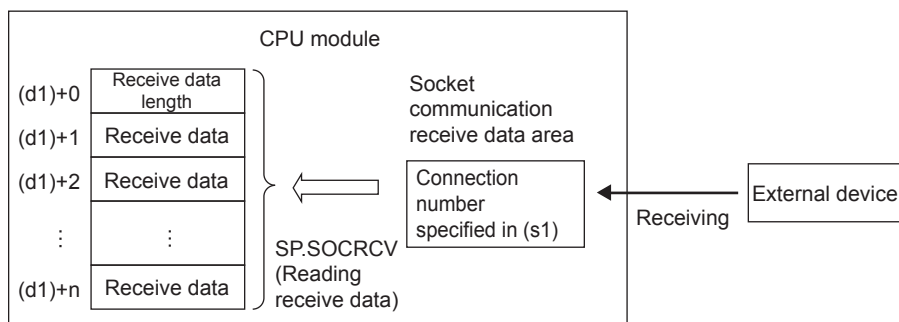 CPU module
(d1)+0
Receive data
length
(d1)+1
Receive data
(d1)+2
Receive data
⋮
⋮
(d1)+n
Receive data
SP.SOCRCV
(Reading
receive data)
Socket
communication
receive data area
Connection
number
specified in (s1)
Receiving
External device